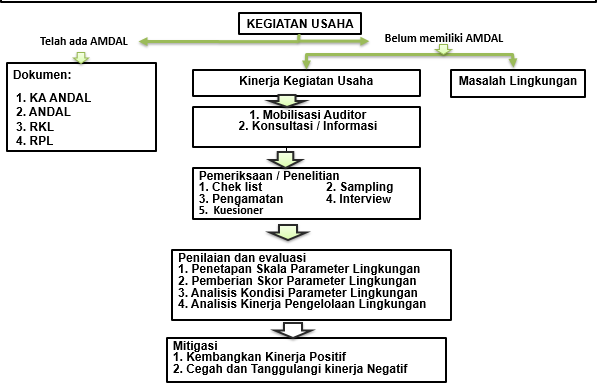 KEGIATAN USAHA
Telah ada AMDAL
Belum memiliki AMDAL
Dokumen:
1. KA ANDAL
2. ANDAL
3. RKL
4. RPL
Kinerja Kegiatan Usaha
Masalah Lingkungan
1. Mobilisasi Auditor
2. Konsultasi / Informasi
Pemeriksaan / Penelitian
1. Chek list 2. Sampling
3. Pengamatan 4. Interview
5. Kuesioner
Penilaian dan evaluasi
1. Penetapan Skala Parameter Lingkungan
2. Pemberian Skor Parameter Lingkungan
3. Analisis Kondisi Parameter Lingkungan
4. Analisis Kinerja Pengelolaan Lingkungan
Mitigasi
1. Kembangkan Kinerja Positif
2. Cegah dan Tanggulangi kinerja Negatif